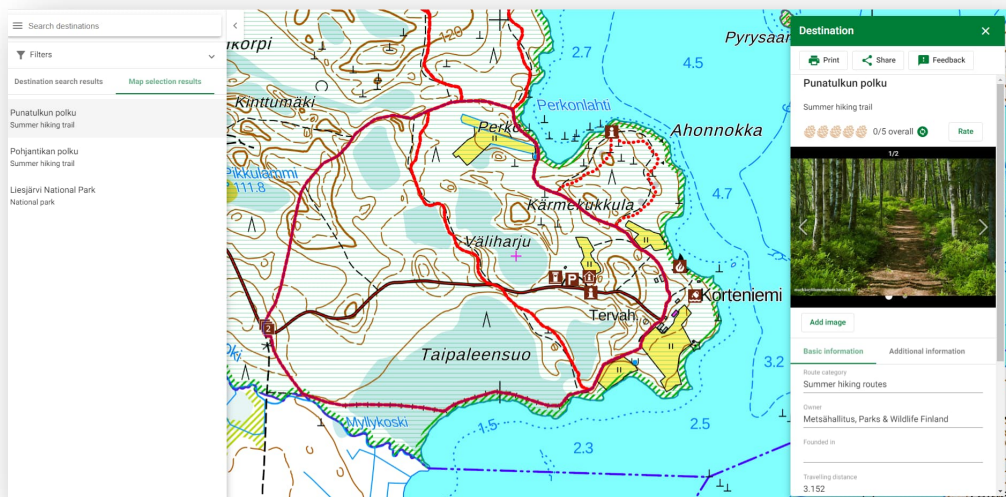 Search destinations
Filters
Destination search results
Map selection results
Punatulkun polku
Summer hiking trail
Pohjantikan polku
Summer hiking trail
Liesjärvi National Park
National park
korpi
120
2.7
4.5
Pyrysaar
Kinttumäki
Perkonlahti
Perko
Ahonnokka
Pikkulammi
111.8
4.7
Kärmekukkula
Väliharju
Korteniemi
Tervah.
2
Taipaleensuo
3.2
Myllykoski
1.5
2.3
2.5
Destination
Print
Share
Feedback
Punatulkun polku
Summer hiking trail
0/5 overall
Rate
1/2
Add image
Basic information
Additional information
Route category
Summer hiking routes
Owner
Metsähallitus, Parks & Wildlife Finland
Founded in
Travelling distance
3.152